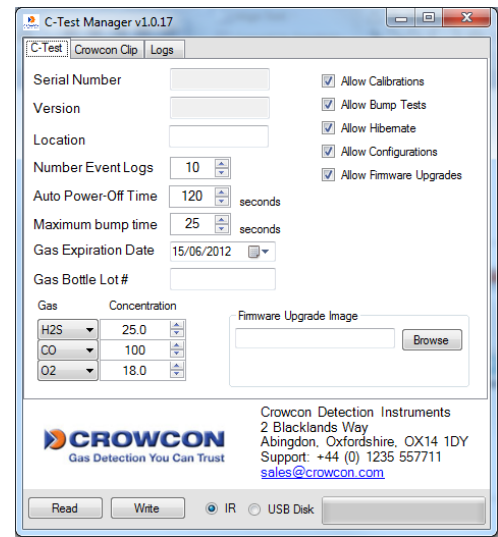 C-Test Manager v1.0.17
C-Test Crowcon Clip Logs
Serial Number
Allow Calibrations
Version
Allow Bump Tests
Location
Allow Hibernate
Allow Configurations
Number Event Logs 10
Allow Firmware Upgrades
Auto Power-Off Time 120 seconds
Maximum bump time 25 seconds
Gas Expiration Date 15/06/2012
Gas Bottle Lot #
Gas Concentration
Firmware Upgrade Image
H2S 25.0
Browse
CO 100
O2 18.0
CROWCON
Gas Detection You Can Trust
Crowcon Detection Instruments
2 Blacklands Way
Abingdon, Oxfordshire, OX14 1DY
Support: +44 (0) 1235 557711
sales@crowcon.com
Read Write IR USB Disk